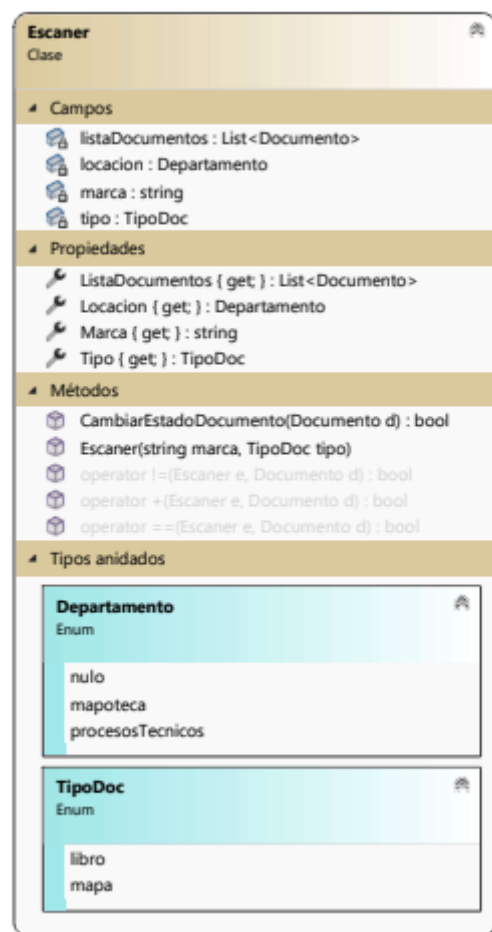 Escaner
Clase
Campos
listaDocumentos : List<Documento>
locacion : Departamento
marca : string
tipo : TipoDoc
Propiedades
ListaDocumentos { get; } : List<Documento>
Locacion { get; } : Departamento
Marca { get; } : string
Tipo { get; } : TipoDoc
Métodos
CambiarEstadoDocumento(Documento d) : bool
Escaner(string marca, TipoDoc tipo)
operator !=(Escaner e, Documento d) : bool
operator +(Escaner e, Documento d) : bool
operator ==(Escaner e, Documento d) : bool
Tipos anidados
Departamento
Enum
nulo
mapoteca
procesosTecnicos
TipoDoc
Enum
libro
mapa